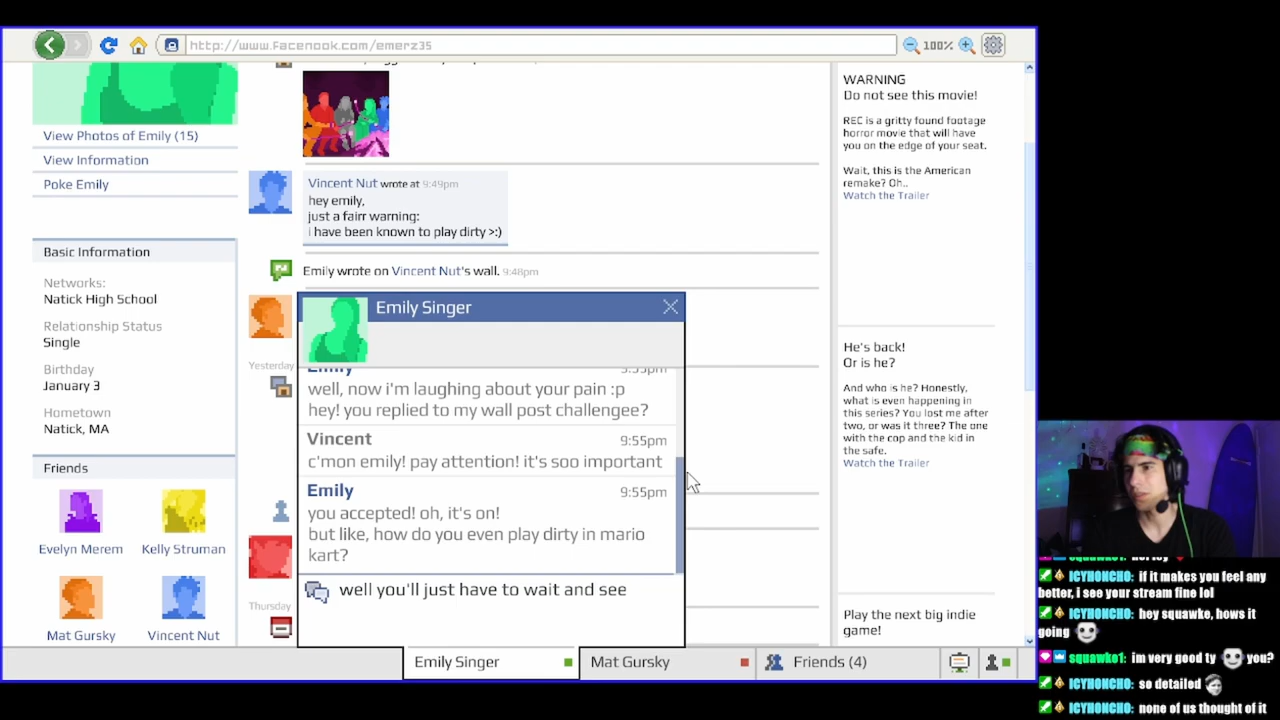 http://www.facenook.com/emerz35
100%
View Photos of Emily (15)
View Information
Poke Emily
Basic Information
Networks:
Natick High School
Relationship Status
Single
Birthday
January 3
Hometown
Natick, MA
Friends
Evelyn Merem
Kelly Struman
Mat Gursky
Vincent Nut
Vincent Nut wrote at 9:49pm
hey emily,
just a fairr warning:
i have been known to play dirty >:)
Emily wrote on Vincent Nut's wall. 9:48pm
Yesterday
Thursday
Emily Singer
Emily
well, now i'm laughing about your pain :p
hey! you replied to my wall post challengee?
Vincent 9:55pm
c'mon emily! pay attention! it's soo important
Emily 9:55pm
you accepted! oh, it's on!
but like, how do you even play dirty in mario
kart?
well you'll just have to wait and see
Emily Singer
Mat Gursky
Friends (4)
WARNING
Do not see this movie!
REC is a gritty found footage
horror movie that will have
you on the edge of your seat.
Wait, this is the American
remake? Oh..
Watch the Trailer
He's back!
Or is he?
And who is he? Honestly,
what is even happening in
this series? You lost me after
two, or was it three? The one
with the cop and the kid in
the safe.
Watch the Trailer
Play the next big indie
game!
ICYHONCHO: if it makes you feel any
better, i see your stream fine lol
ICYHONCHO: hey squawke, hows it
going
squawke1: im very good ty you?
ICYHONCHO: so detailed
ICYHONCHO: none of us thought of it